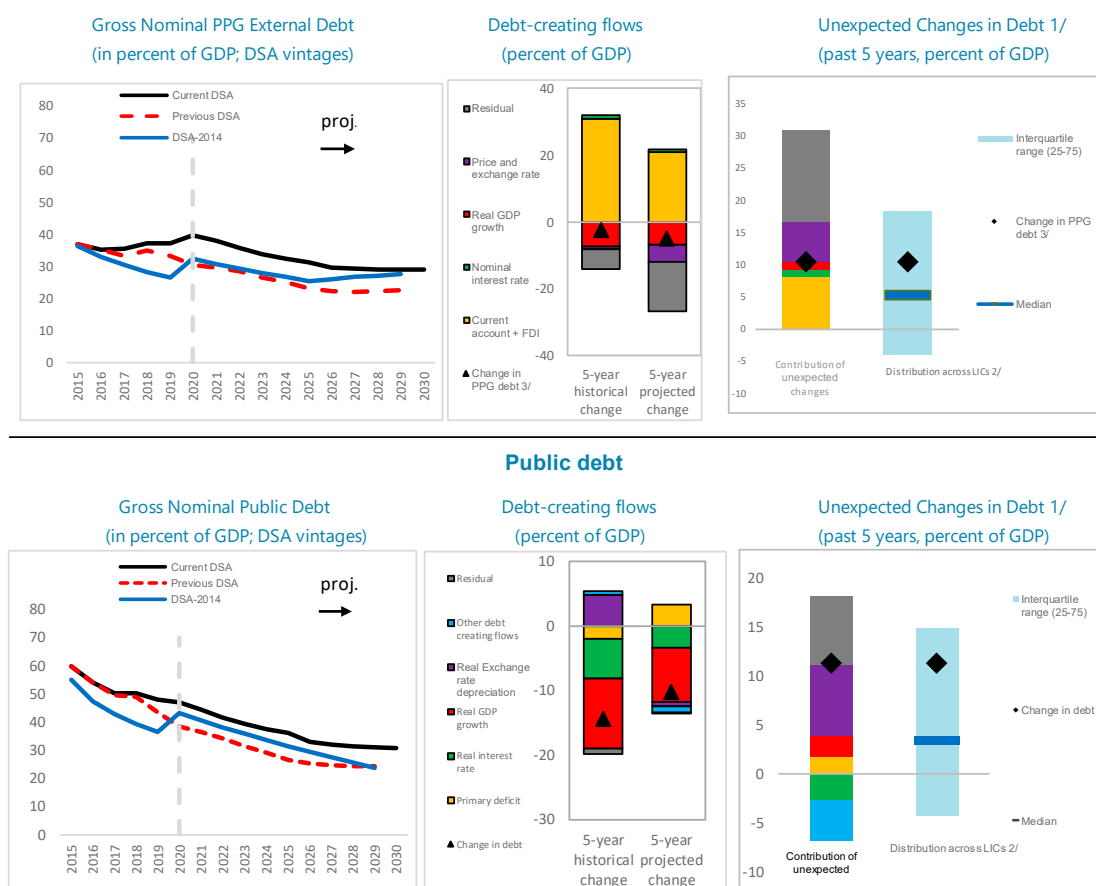 Gross Nominal PPG External Debt
(in percent of GDP; DSA vintages)
Current DSA
Previous DSA
DSA-2014
proj.
80
70
60
50
40
30
20
10
0
2015
2016
2017
2018
2019
2020
2021
2022
2023
2024
2025
2026
2027
2028
2029
2030
Debt-creating flows
(percent of GDP)
Residual
Price and
exchange rate
Real GDP
growth
Nominal
interest rate
Current
account + FDI
Change in
PPG debt 3/
40
20
0
-20
-40
5-year
historical
change
5-year
projected
change
Unexpected Changes in Debt 1/
(past 5 years, percent of GDP)
35
30
25
20
15
10
5
0
-5
-10
Contribution of
unexpected
changes
Distribution across LICs 2/
Interquartile
range (25-75)
Change in PPG
debt 3/
Median
Public debt
Gross Nominal Public Debt
(in percent of GDP; DSA vintages)
Current DSA
Previous DSA
DSA-2014
proj.
80
70
60
50
40
30
20
10
0
2015
2016
2017
2018
2019
2020
2021
2022
2023
2024
2025
2026
2027
2028
2029
2030
Debt-creating flows
(percent of GDP)
Residual
Other debt
creating flows
Real Exchange
rate
depreciation
Real GDP
growth
Real interest
rate
Primary deficit
Change in debt
10
0
-10
-20
-30
5-year
historical
change
5-year
projected
change
Unexpected Changes in Debt 1/
(past 5 years, percent of GDP)
20
15
10
5
0
-5
-10
Contribution of
unexpected
Distribution across LICs 2/
Interquartile
range (25-75)
Change in debt
Median